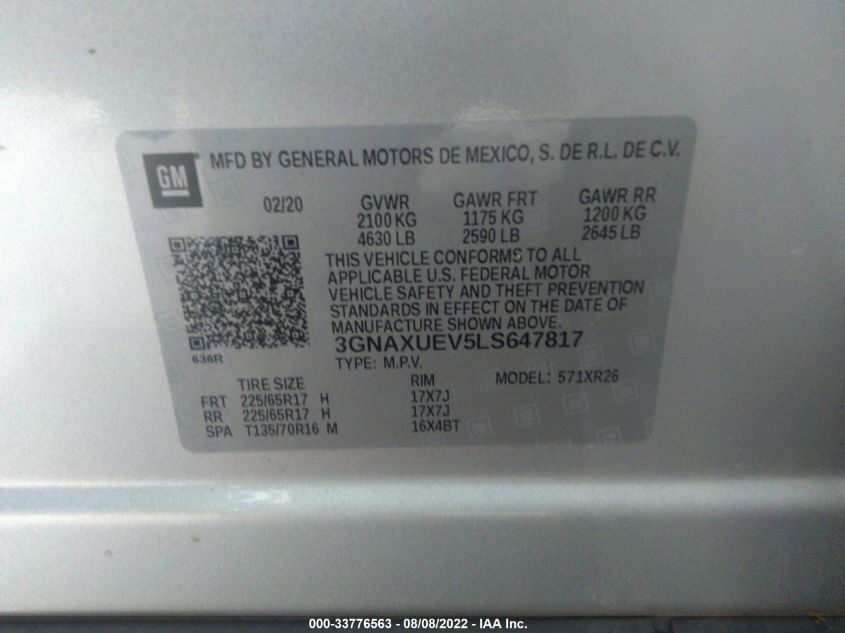 GM
MFD BY GENERAL MOTORS DE MEXICO, S. DE R.L. DE C.V.
02/20 GVWR GAWR FRT GAWR RR
2100 KG 1175 KG 1200 KG
4630 LB 2590 LB 2645 LB
THIS VEHICLE CONFORMS TO ALL
APPLICABLE U.S. FEDERAL MOTOR
VEHICLE SAFETY AND THEFT PREVENTION
STANDARDS IN EFFECT ON THE DATE OF
MANUFACTURE SHOWN ABOVE.
3GNAXUEV5LS647817
636R
TYPE: M.P.V.
TIRE SIZE RIM MODEL: 571XR26
FRT 225/65R17 H 17X7J
RR 225/65R17 H 17X7J
SPA T135/70R16 M 16X4BT
000-33776563 - 08/08/2022 - IAA Inc.